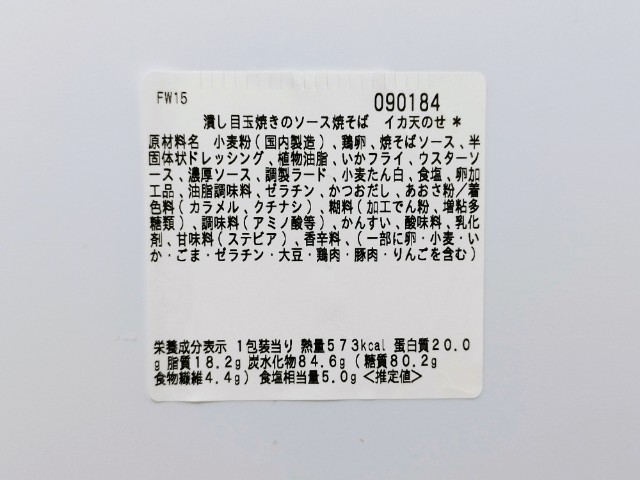 FW15
090184
潰し目玉焼きのソース焼そば イカ天のせ*
原材料名 小麦粉(国内製造)、鶏卵、焼そばソース、半
固体状ドレッシング、植物油脂、いかフライ、ウスターソ
ース、濃厚ソース、調製ラード、小麦たん白、食塩、卵加
工品、油脂調味料、ゼラチン、かつおだし、あおさ粉/着
色料(カラメル、クチナシ)、糊料(加工でん粉、増粘多
糖類)、調味料(アミノ酸等)、かんすい、酸味料、乳化
剤、甘味料(ステビア)、香辛料、(一部に卵・小麦・い
か・ごま・ゼラチン・大豆・鶏肉・豚肉・りんごを含む)
栄養成分表示 1包装当り 熱量573kcal 蛋白質20.0
g 脂質18.2g 炭水化物84.6g(糖質80.2g
食物繊維4.4g) 食塩相当量5.0g<推定値>